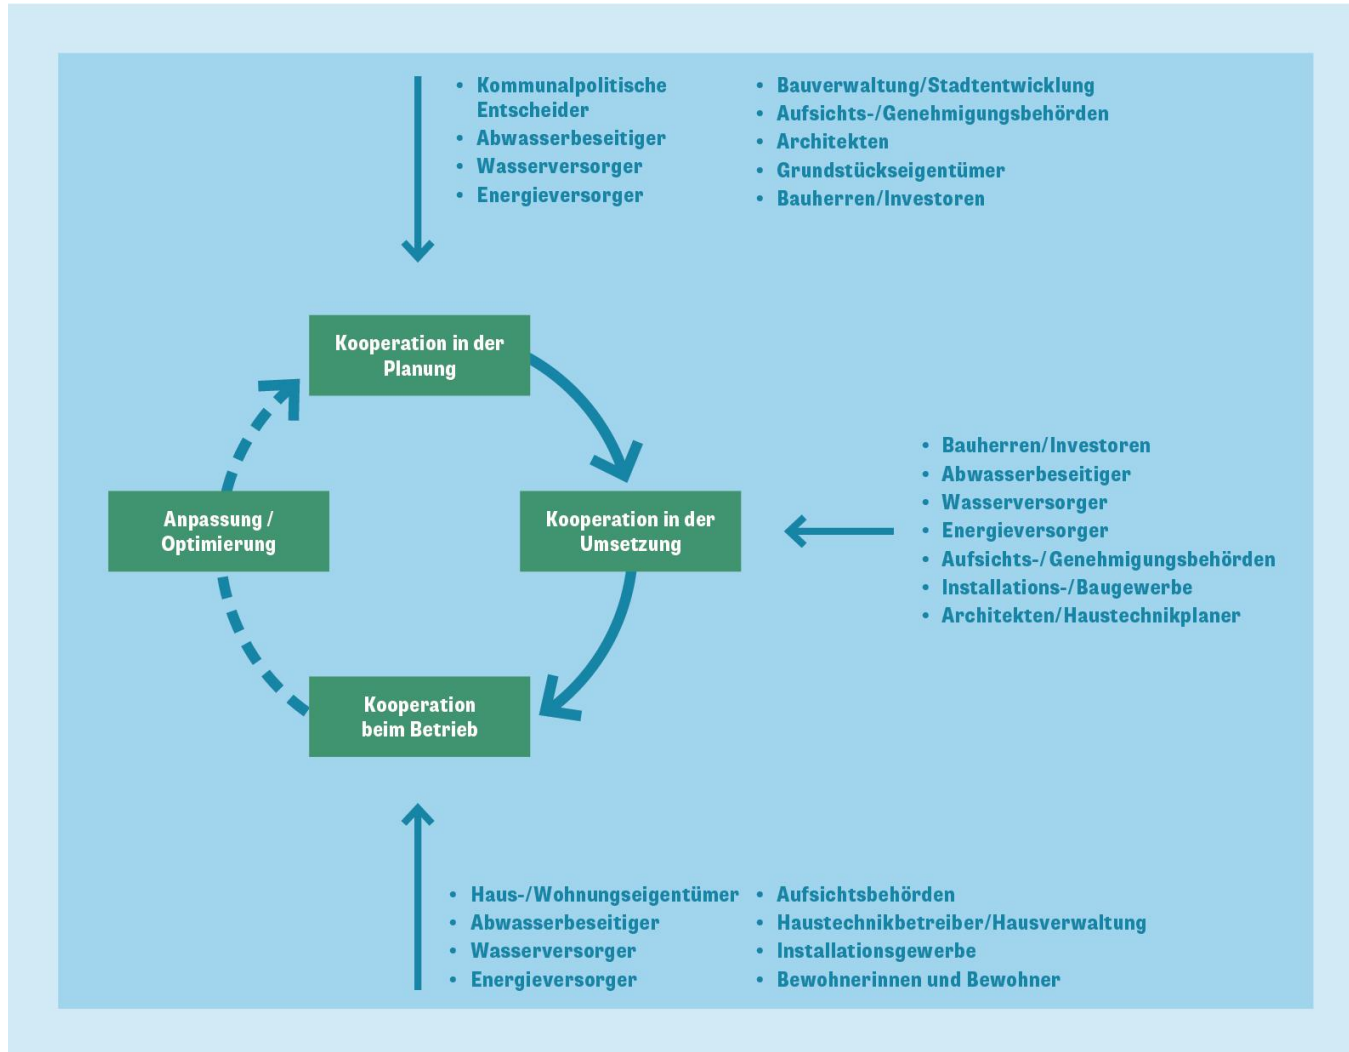 • Kommunalpolitische
Entscheider
• Abwasserbeseitiger
• Wasserversorger
• Energieversorger
• Bauverwaltung/Stadtentwicklung
• Aufsichts-/Genehmigungsbehörden
• Architekten
• Grundstückseigentümer
• Bauherren/Investoren
Kooperation in der
Planung
Anpassung /
Optimierung
Kooperation in der
Umsetzung
• Bauherren/Investoren
• Abwasserbeseitiger
• Wasserversorger
• Energieversorger
• Aufsichts-/Genehmigungsbehörden
• Installations-/Baugewerbe
• Architekten/Haustechnikplaner
Kooperation
beim Betrieb
• Haus-/Wohnungseigentümer
• Abwasserbeseitiger
• Wasserversorger
• Energieversorger
• Aufsichtsbehörden
• Haustechnikbetreiber/Hausverwaltung
• Installationsgewerbe
• Bewohnerinnen und Bewohner